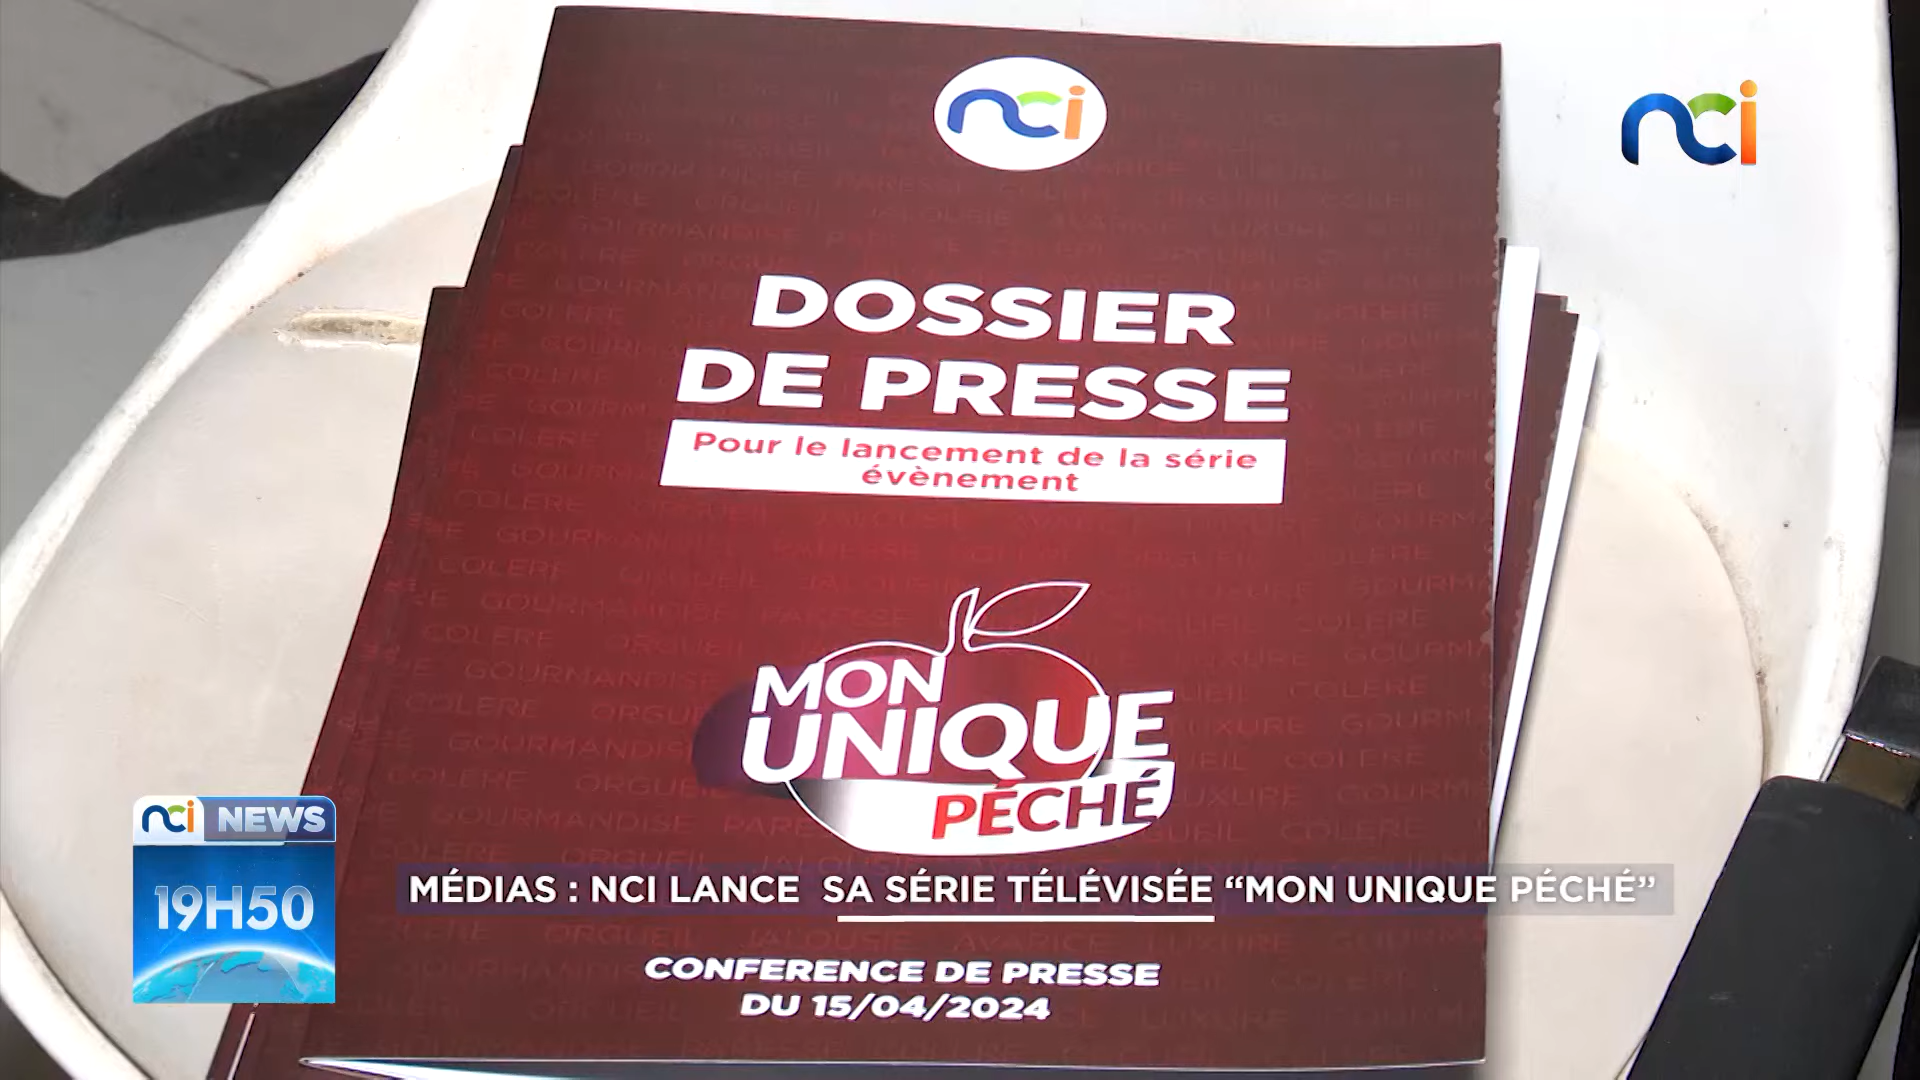 nci
nci
DOSSIER
DE PRESSE
Pour le lancement de la série
évènement
MON
UNIQUE
PÉCHÉ
nci NEWS
19H50
MÉDIAS : NCI LANCE SA SÉRIE TÉLÉVISÉE “MON UNIQUE PÉCHÉ”
CONFERENCE DE PRESSE
DU 15/04/2024